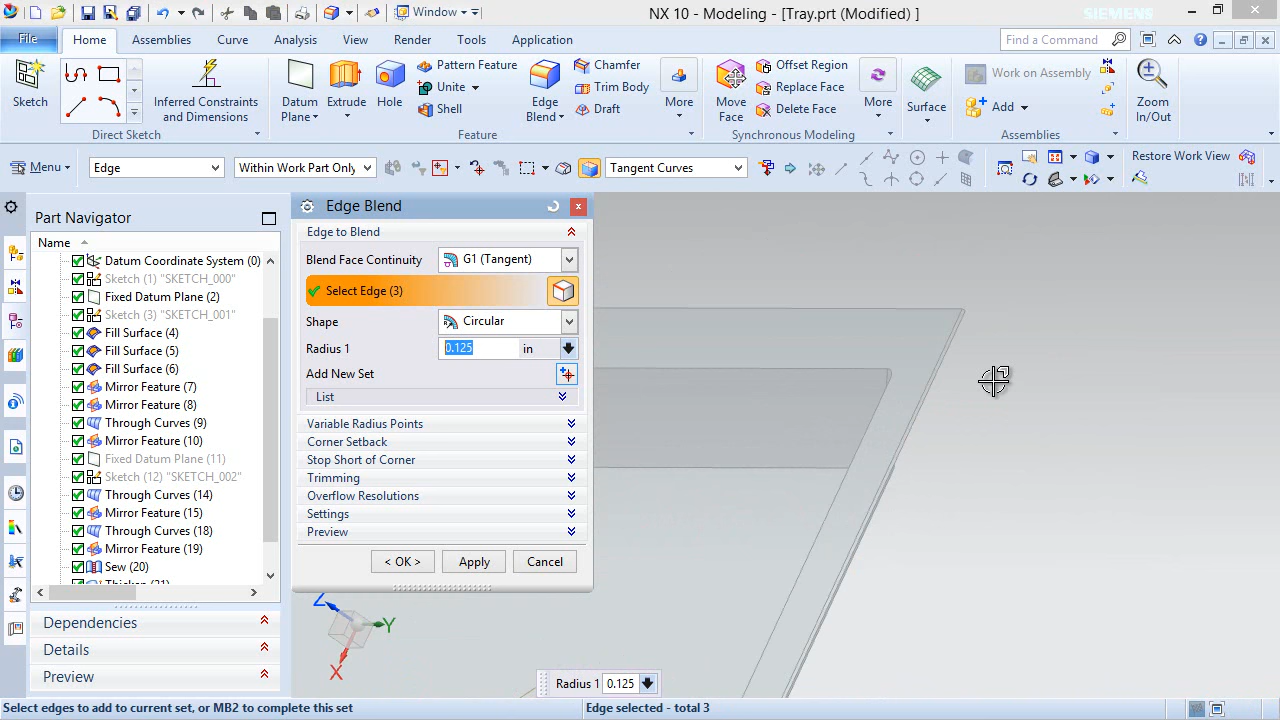 NX 10 - Modeling - [Tray.prt (Modified) ]
SIEMENS
Window
File
Home
Assemblies
Curve
Analysis
View
Render
Tools
Application
Find a Command
Sketch
Inferred Constraints
and Dimensions
Direct Sketch
Datum
Plane
Extrude
Hole
Pattern Feature
Unite
Shell
Edge
Blend
Chamfer
Trim Body
Draft
More
Feature
Move
Face
Offset Region
Replace Face
Delete Face
More
Synchronous Modeling
Surface
Work on Assembly
Add
Assemblies
Zoom
In/Out
Menu
Edge
Within Work Part Only
Tangent Curves
Restore Work View
Part Navigator
Name
Datum Coordinate System (0)
Sketch (1) "SKETCH_000"
Fixed Datum Plane (2)
Sketch (3) "SKETCH_001"
Fill Surface (4)
Fill Surface (5)
Fill Surface (6)
Mirror Feature (7)
Mirror Feature (8)
Through Curves (9)
Mirror Feature (10)
Fixed Datum Plane (11)
Sketch (12) "SKETCH_002"
Through Curves (14)
Mirror Feature (15)
Through Curves (18)
Mirror Feature (19)
Sew (20)
Thicken (21)
Dependencies
Details
Preview
Edge Blend
Edge to Blend
Blend Face Continuity
G1 (Tangent)
Select Edge (3)
Shape
Circular
Radius 1
0.125
in
Add New Set
List
Variable Radius Points
Corner Setback
Stop Short of Corner
Trimming
Overflow Resolutions
Settings
Preview
< OK >
Apply
Cancel
Z
Y
X
Radius 1
0.125
Select edges to add to current set, or MB2 to complete this set
Edge selected - total 3